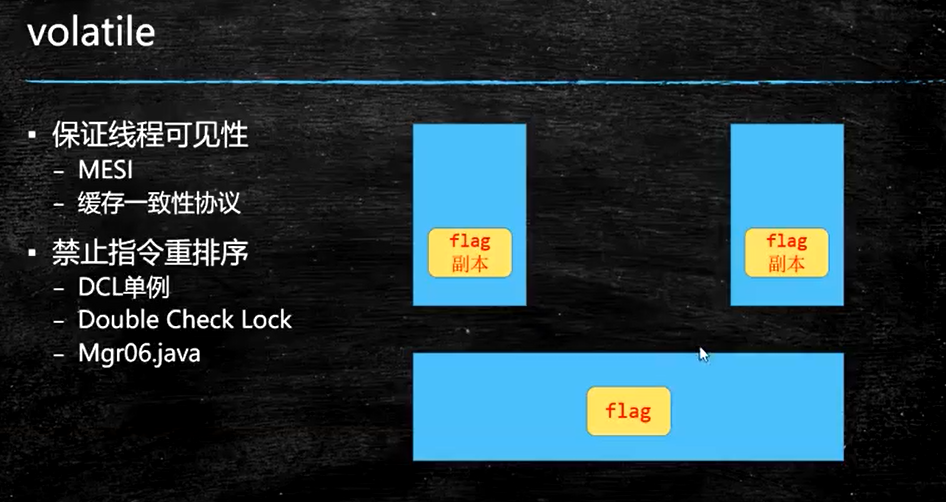 volatile
▪ 保证线程可见性
– MESI
– 缓存一致性协议
▪ 禁止指令重排序
– DCL单例
– Double Check Lock
– Mgr06.java
flag
副本
flag
副本
flag